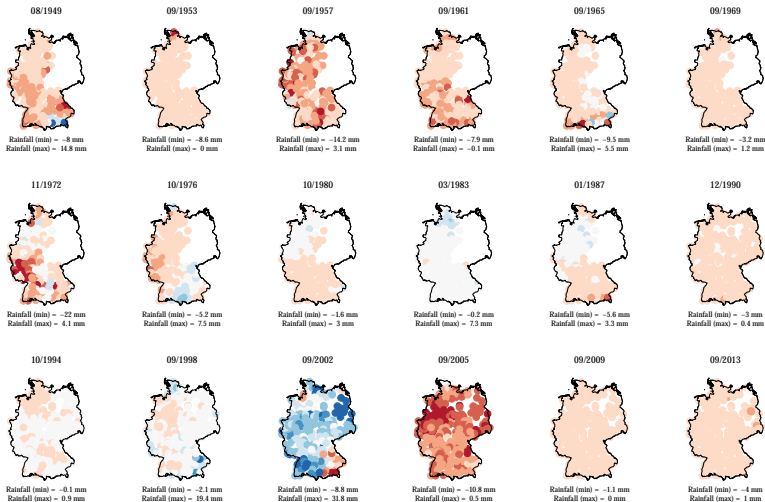 08/1949 09/1953 09/1957 09/1961 09/1965 09/1969
Rainfall (min) = −8 mm Rainfall (min) = −8.6 mm Rainfall (min) = −14.2 mm Rainfall (min) = −7.9 mm Rainfall (min) = −9.5 mm Rainfall (min) = −3.2 mm
Rainfall (max) = 14.8 mm Rainfall (max) = 0 mm Rainfall (max) = 3.1 mm Rainfall (max) = −0.1 mm Rainfall (max) = 5.5 mm Rainfall (max) = 1.2 mm
11/1972 10/1976 10/1980 03/1983 01/1987 12/1990
Rainfall (min) = −22 mm Rainfall (min) = −5.2 mm Rainfall (min) = −1.6 mm Rainfall (min) = −0.2 mm Rainfall (min) = −5.6 mm Rainfall (min) = −3 mm
Rainfall (max) = 4.1 mm Rainfall (max) = 7.5 mm Rainfall (max) = 3 mm Rainfall (max) = 7.3 mm Rainfall (max) = 3.3 mm Rainfall (max) = 0.4 mm
10/1994 09/1998 09/2002 09/2005 09/2009 09/2013
Rainfall (min) = −0.1 mm Rainfall (min) = −2.1 mm Rainfall (min) = −8.8 mm Rainfall (min) = −10.8 mm Rainfall (min) = −1.1 mm Rainfall (min) = −4 mm
Rainfall (max) = 0.9 mm Rainfall (max) = 19.4 mm Rainfall (max) = 31.8 mm Rainfall (max) = 0.5 mm Rainfall (max) = 0 mm Rainfall (max) = 1 mm